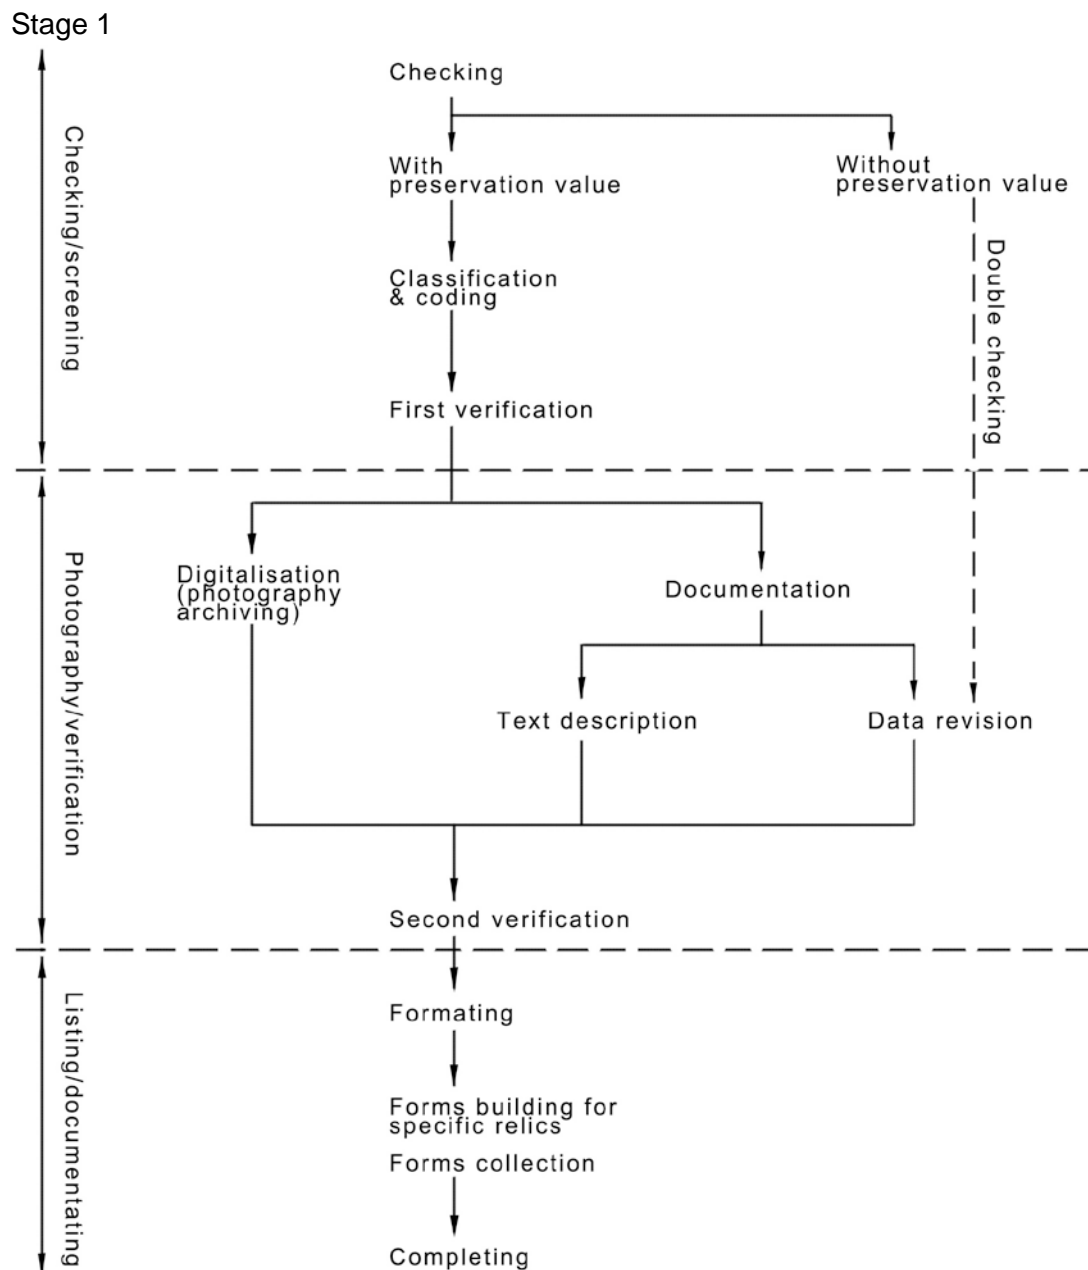 Stage 1
Checking/screening
Checking
With
preservation value
Without
preservation value
Double checking
Classification
& coding
First verification
Photography/verification
Digitalisation
(photography
archiving)
Documentation
Text description
Data revision
Second verification
Listing/documentating
Formating
Forms building for
specific relics
Forms collection
Completing